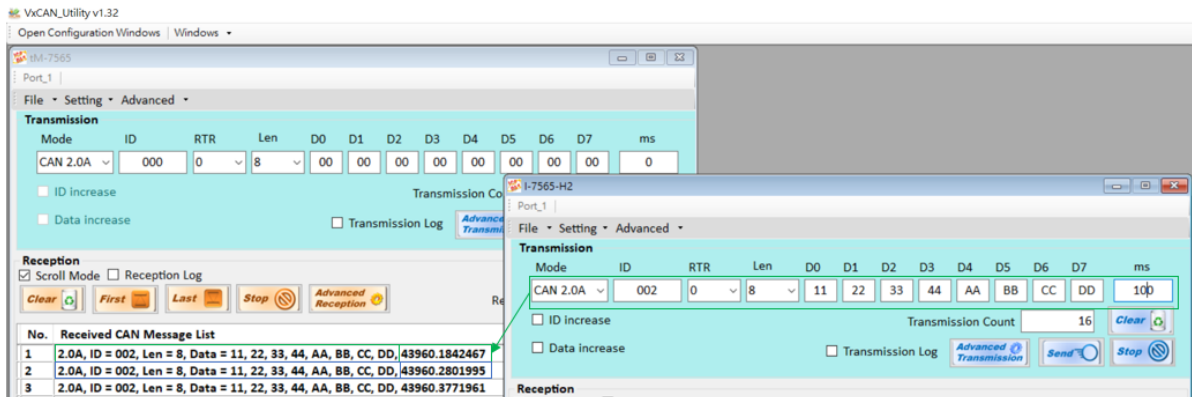 VxCAN_Utility v1.32
Open Configuration Windows Windows
tM-7565
Port_1
File Setting Advanced
Transmission
Mode ID RTR Len D0 D1 D2 D3 D4 D5 D6 D7 ms
CAN 2.0A 000 0 8 00 00 00 00 00 00 00 00 0
ID increase
Transmission Co
Data increase
Transmission Log
Advance
Transmi
Reception
Scroll Mode Reception Log
Clear First Last Stop Advanced Reception Re
No. Received CAN Message List
1 2.0A, ID = 002, Len = 8, Data = 11, 22, 33, 44, AA, BB, CC, DD, 43960.1842467
2 2.0A, ID = 002, Len = 8, Data = 11, 22, 33, 44, AA, BB, CC, DD, 43960.2801995
3 2.0A, ID = 002, Len = 8, Data = 11, 22, 33, 44, AA, BB, CC, DD, 43960.3771961
I-7565-H2
Port_1
File Setting Advanced
Transmission
Mode ID RTR Len D0 D1 D2 D3 D4 D5 D6 D7 ms
CAN 2.0A 002 0 8 11 22 33 44 AA BB CC DD 100
ID increase
Transmission Count 16 Clear
Data increase
Transmission Log Advanced Transmission Send Stop
Reception